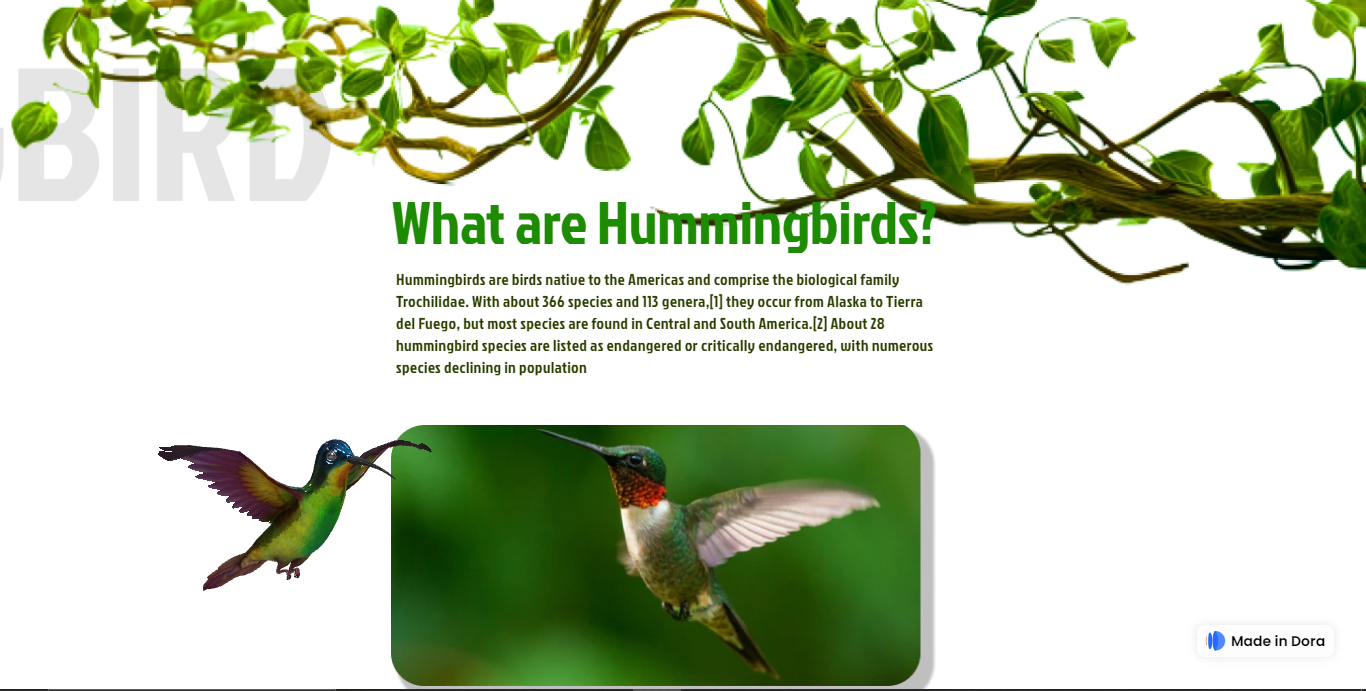 BIRD
What are Hummingbirds?
Hummingbirds are birds native to the Americas and comprise the biological family
Trochilidae. With about 366 species and 113 genera,[1] they occur from Alaska to Tierra
del Fuego, but most species are found in Central and South America.[2] About 28
hummingbird species are listed as endangered or critically endangered, with numerous
species declining in population
Made in Dora